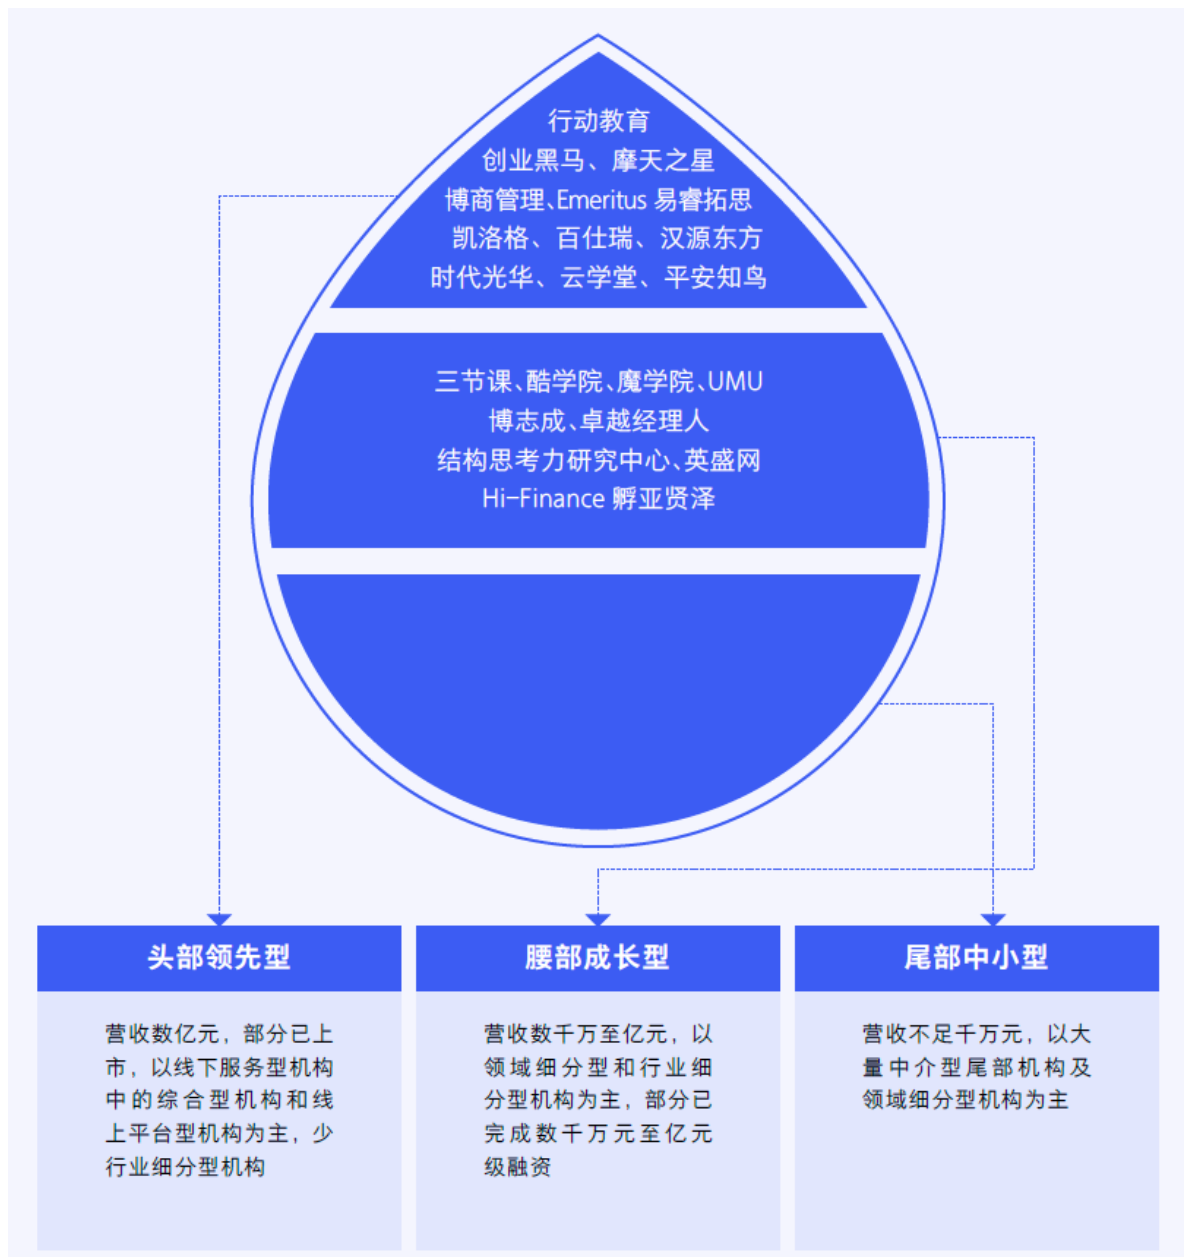 行动教育
创业黑马、摩天之星
博商管理、Emeritus 易睿拓思
凯洛格、百仕瑞、汉源东方
时代光华、云学堂、平安知鸟
三节课、酷学院、魔学院、UMU
博志成、卓越经理人
结构思考力研究中心、英盛网
Hi-Finance 孵亚贤泽
头部领先型
营收数亿元，部分已上
市，以线下服务型机构
中的综合型机构和线
上平台型机构为主，少
行业细分型机构
腰部成长型
营收数千万至亿元，以
领域细分型和行业细
分型机构为主，部分已
完成数千万元至亿元
级融资
尾部中小型
营收不足千万元，以大
量中介型尾部机构及
领域细分型机构为主